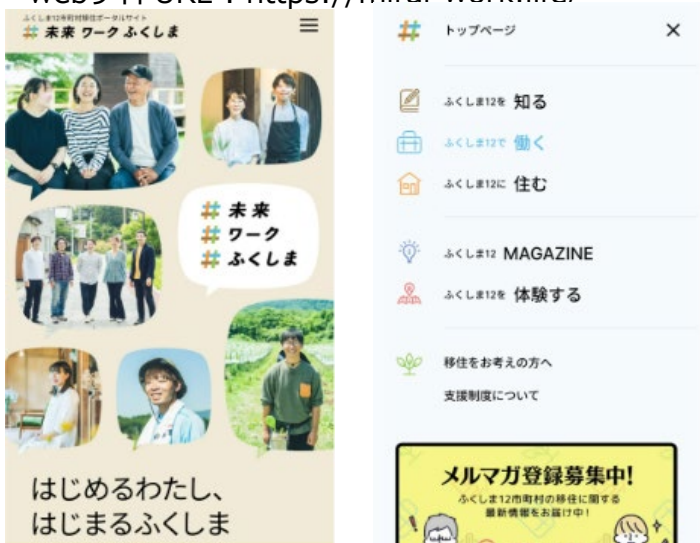 ふくしま12市町村移住ポータルサイト
# 未来 ワーク ふくしま
# 未来
# ワーク
# ふくしま
はじめるわたし、
はじまるふくしま
トップページ
ふくしま12を 知る
ふくしま12で 働く
ふくしま12に 住む
ふくしま12 MAGAZINE
ふくしま12を 体験する
移住をお考えの方へ
支援制度について
メルマガ登録募集中!
ふくしま12市町村の移住に関する
最新情報をお届け中!